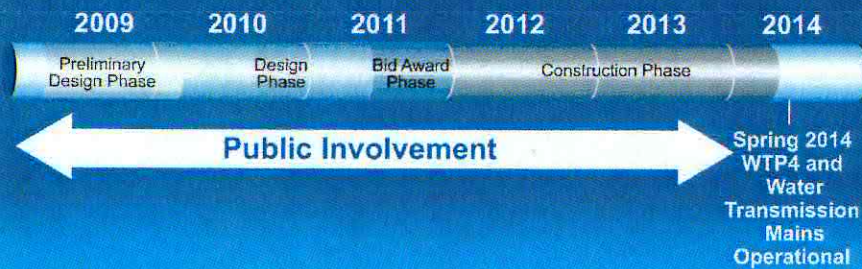 2009 2010 2011 2012 2013 2014
Preliminary
Design Phase
Design
Phase
Bid Award
Phase
Construction Phase
Public Involvement
Spring 2014
WTP4 and
Water
Transmission
Mains
Operational